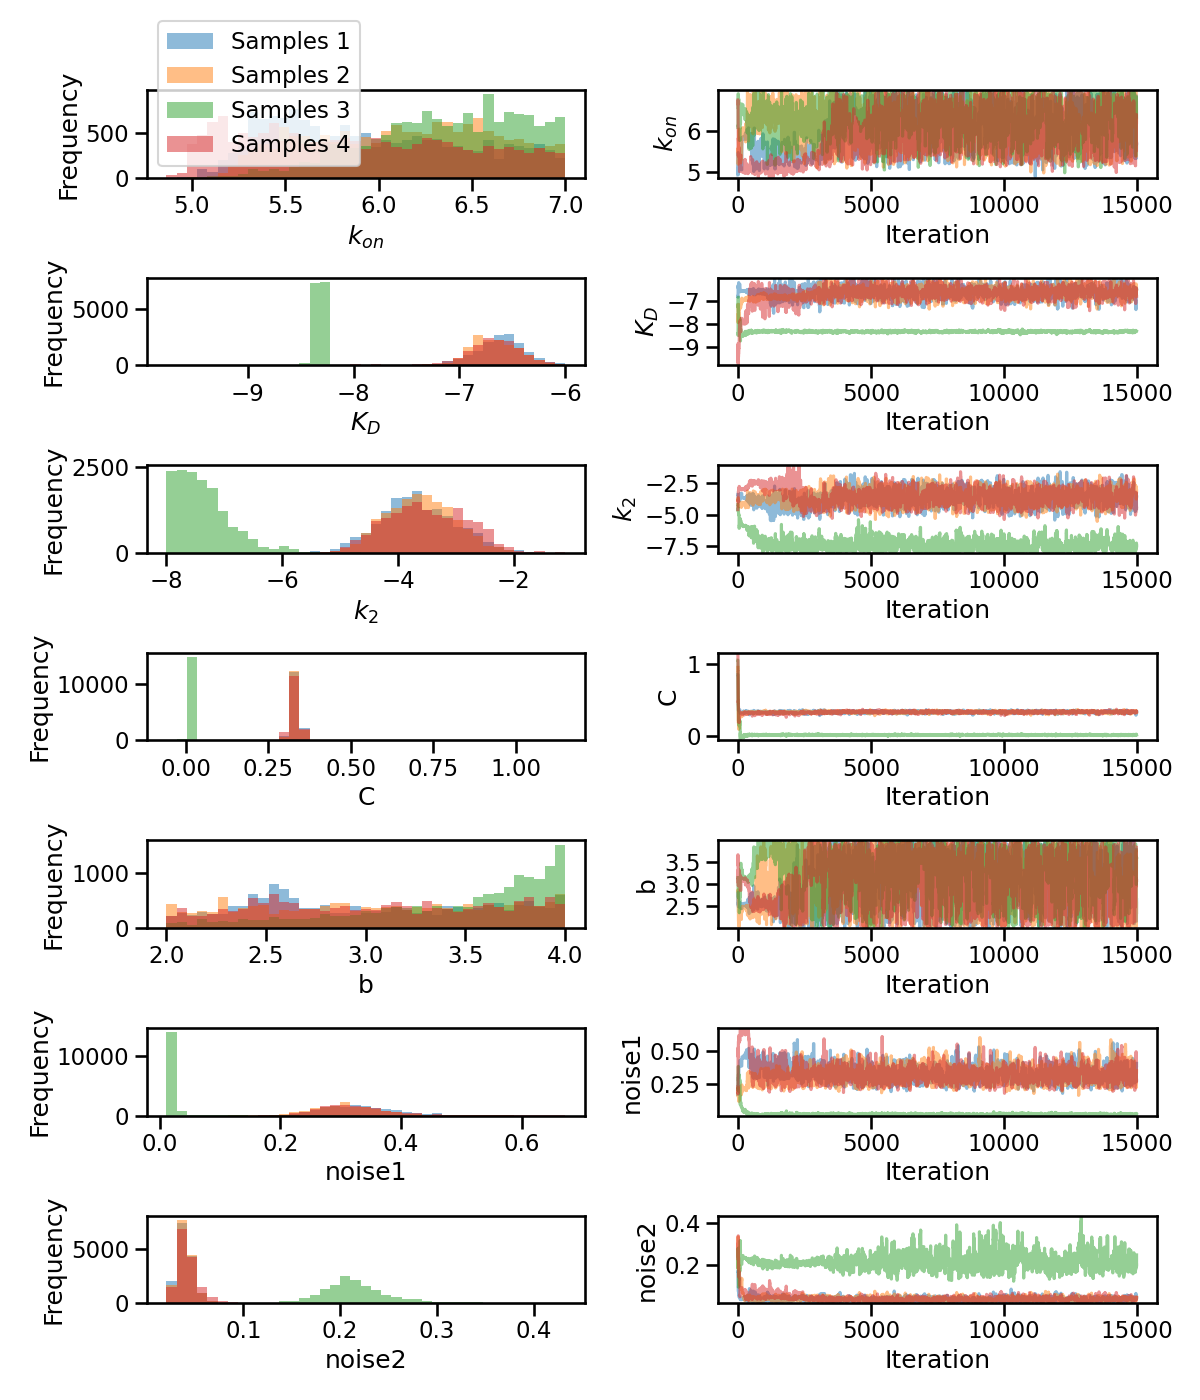 Samples 1
Samples 2
Samples 3
Samples 4
Frequency
500
0
5.0 5.5 6.0 6.5 7.0
k_on
k_on
6
5
0 5000 10000 15000
Iteration
Frequency
5000
0
−9 −8 −7 −6
K_D
K_D
−7
−8
−9
0 5000 10000 15000
Iteration
Frequency
2500
0
−8 −6 −4 −2
k_2
k_2
−2.5
−5.0
−7.5
0 5000 10000 15000
Iteration
Frequency
10000
0
0.00 0.25 0.50 0.75 1.00
C
C
1
0
0 5000 10000 15000
Iteration
Frequency
1000
0
2.0 2.5 3.0 3.5 4.0
b
b
3.5
3.0
2.5
0 5000 10000 15000
Iteration
Frequency
10000
0
0.0 0.2 0.4 0.6
noise1
noise1
0.50
0.25
0 5000 10000 15000
Iteration
Frequency
5000
0
0.1 0.2 0.3 0.4
noise2
noise2
0.4
0.2
0 5000 10000 15000
Iteration